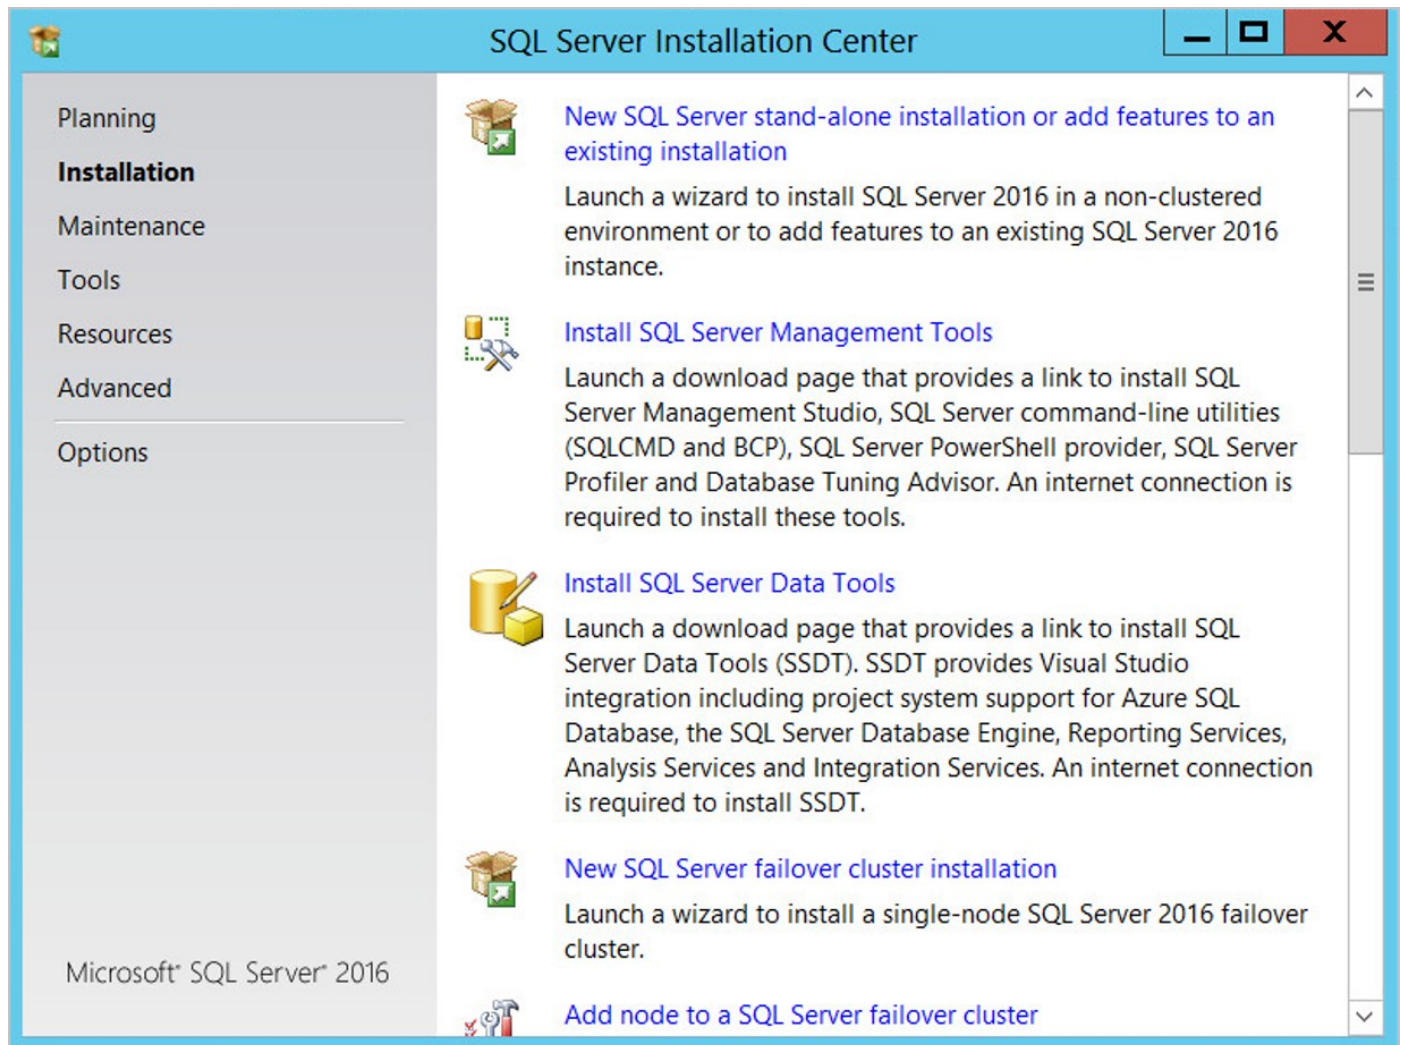 SQL Server Installation Center
Planning
Installation
Maintenance
Tools
Resources
Advanced
Options
Microsoft® SQL Server® 2016
New SQL Server stand-alone installation or add features to an
existing installation
Launch a wizard to install SQL Server 2016 in a non-clustered
environment or to add features to an existing SQL Server 2016
instance.
Install SQL Server Management Tools
Launch a download page that provides a link to install SQL
Server Management Studio, SQL Server command-line utilities
(SQLCMD and BCP), SQL Server PowerShell provider, SQL Server
Profiler and Database Tuning Advisor. An internet connection is
required to install these tools.
Install SQL Server Data Tools
Launch a download page that provides a link to install SQL
Server Data Tools (SSDT). SSDT provides Visual Studio
integration including project system support for Azure SQL
Database, the SQL Server Database Engine, Reporting Services,
Analysis Services and Integration Services. An internet connection
is required to install SSDT.
New SQL Server failover cluster installation
Launch a wizard to install a single-node SQL Server 2016 failover
cluster.
Add node to a SQL Server failover cluster